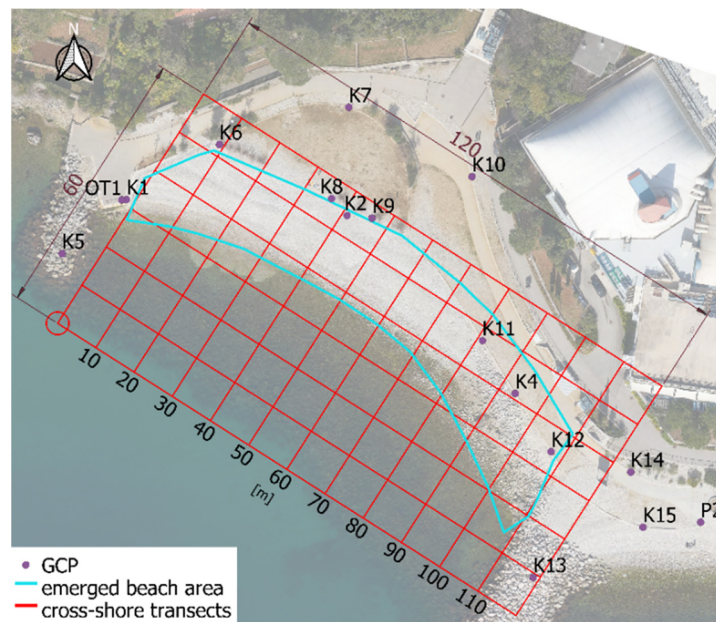 N
K7
120
K6
K10
60
OT1 K1
K8
K2 K9
K5
K11
10
20
30
K4
40
50
K12
60
[m]
70
K14
80
P2
K15
90
100
K13
110
GCP
emerged beach area
cross-shore transects